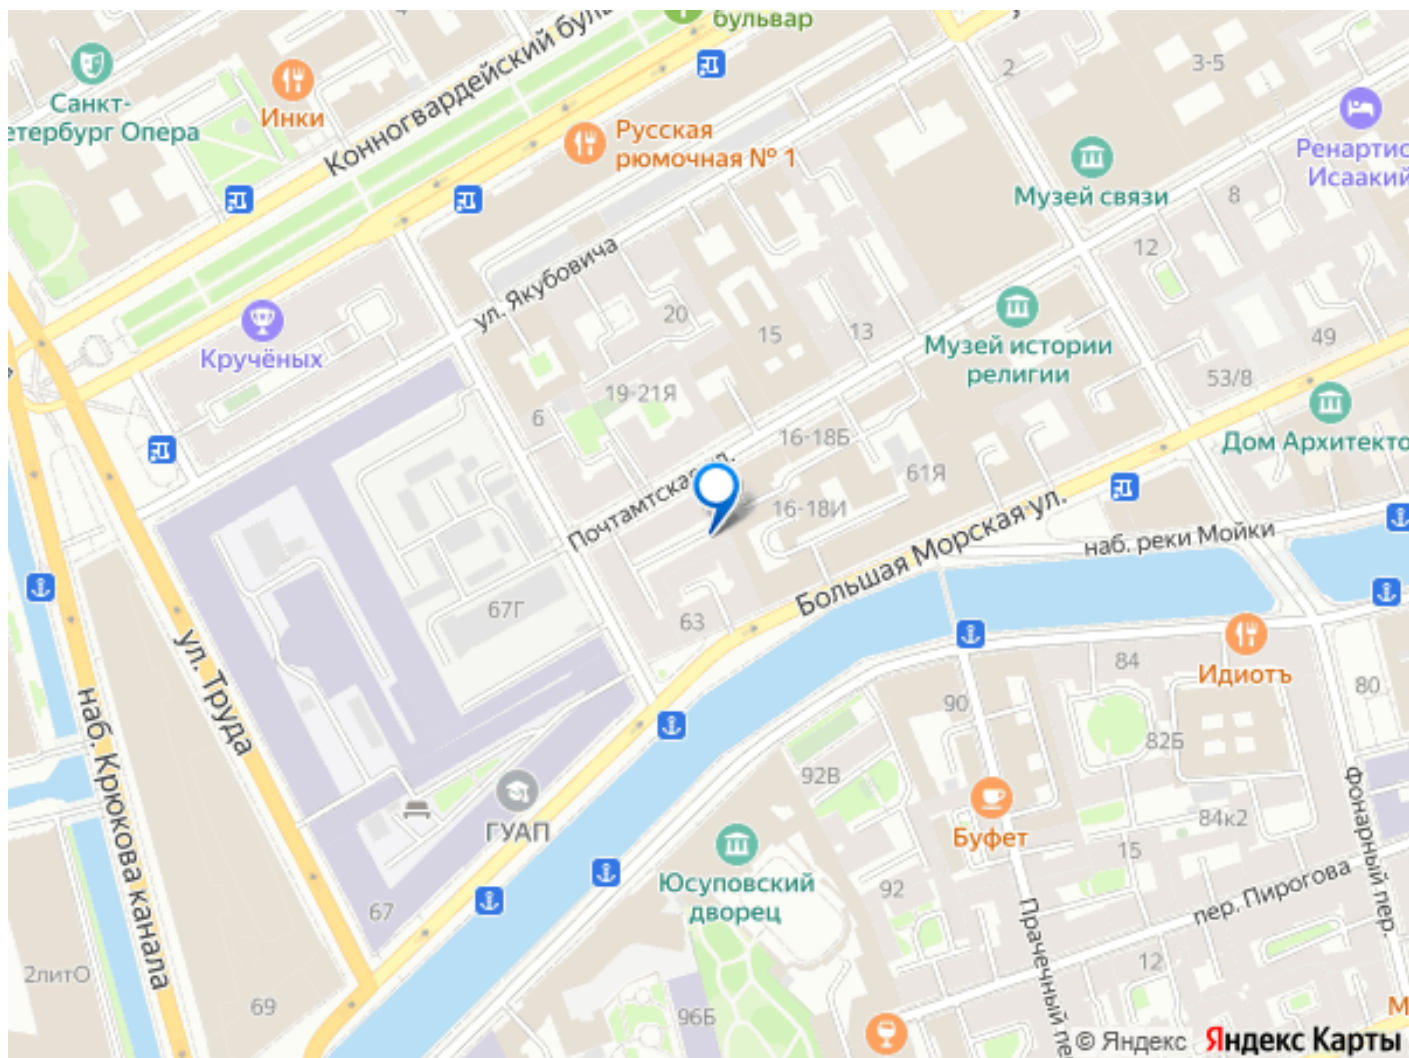 бульвар
Конногвардейский
Санкт-
Инки
етербург Опера
Русская
рюмочная № 1
2
3-5
Музей связи
Ренартис
Исаакий
8
12
ул. Якубовича
20
15
13
Кручёных
Музей истории
религии
49
53/8
19-21Я
6
16-18Б
Дом Архитекто
61Я
Почтамтская ул.
16-18И
Большая Морская ул.
наб. реки Мойки
67Г
63
ул. Труда
84
Идиотъ
80
90
82Б
наб. Крюкова канала
92В
ГУАП
Буфет
84к2
Фонарный пер.
15
Юсуповский
дворец
92
пер. Пирогова
67
Прачечный пе
12
2литО
69
96Б
М
© Яндекс Яндекс Карты